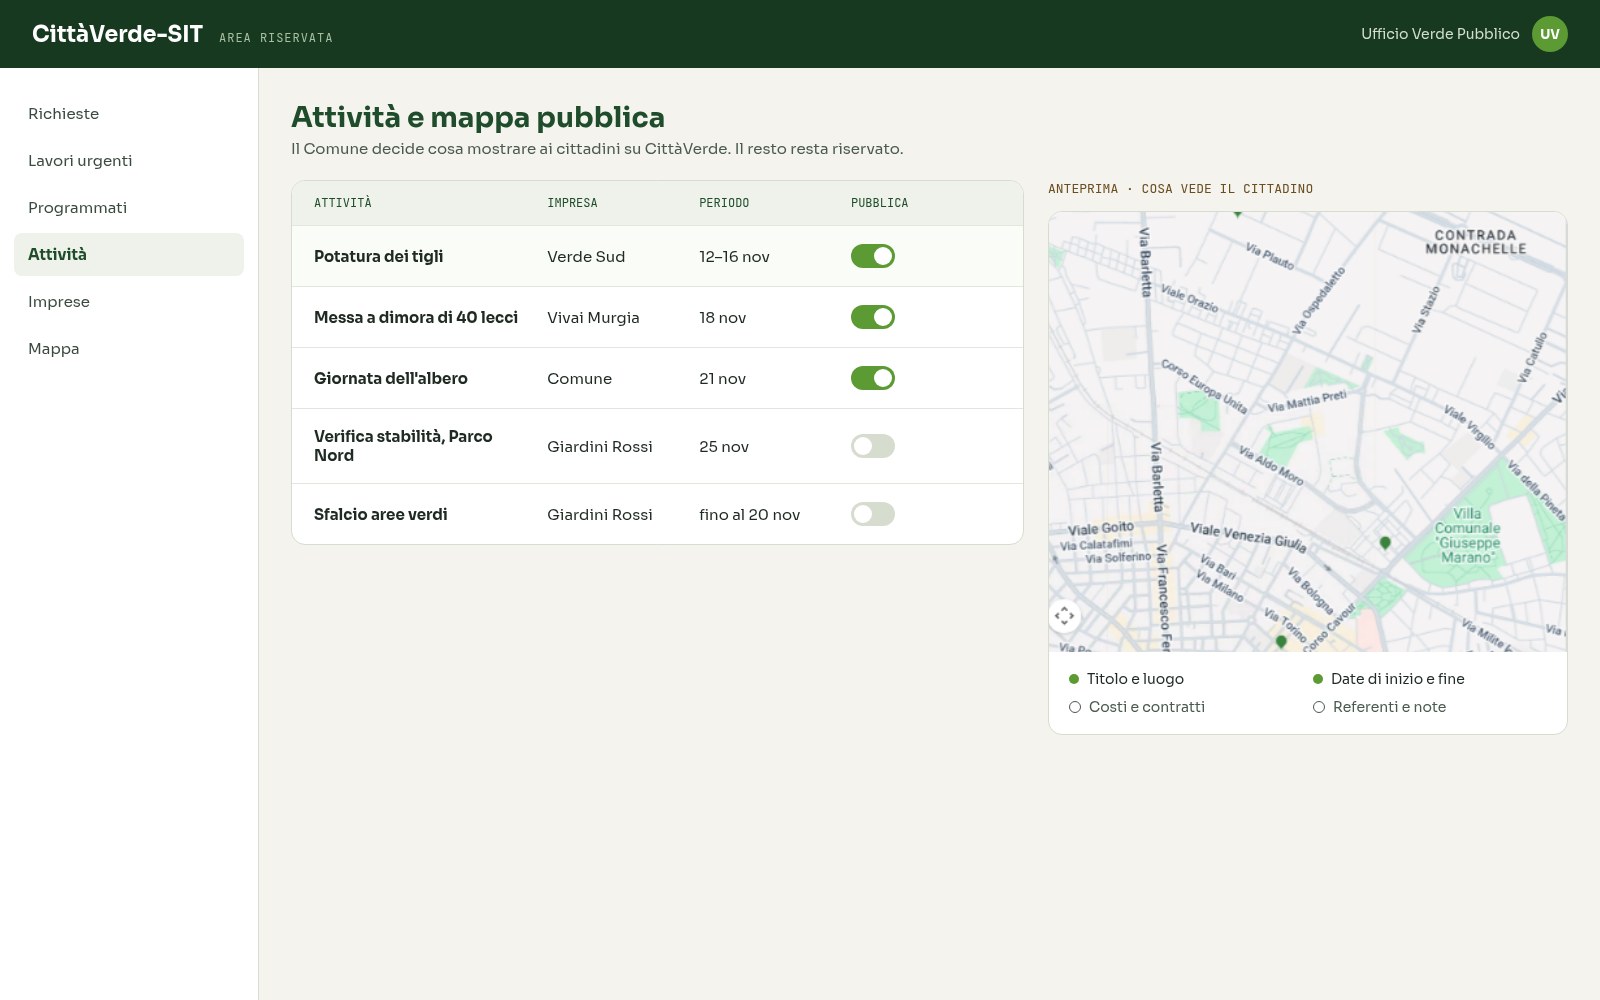 CittàVerde-SIT
AREA RISERVATA
Ufficio Verde Pubblico
UV
Richieste
Lavori urgenti
Programmati
Attività
Imprese
Mappa
Attività e mappa pubblica
Il Comune decide cosa mostrare ai cittadini su CittàVerde. Il resto resta riservato.
ATTIVITÀ IMPRESA PERIODO PUBBLICA
Potatura dei tigli Verde Sud 12–16 nov
Messa a dimora di 40 lecci Vivai Murgia 18 nov
Giornata dell'albero Comune 21 nov
Verifica stabilità, Parco
Nord
Giardini Rossi 25 nov
Sfalcio aree verdi Giardini Rossi fino al 20 nov
ANTEPRIMA · COSA VEDE IL CITTADINO
CONTRADA
MONACHELLE
Via Barletta
Via Plauto
Viale Orazio
Via Ospedaletto
Via Stazio
Via Catullo
Corso Europa Unita
Via Mattia Preti
Viale Virgilio
Via Barletta
Via Aldo Moro
Via della Pineta
Villa
Comunale
"Giuseppe
Marano"
Viale Goito
Viale Venezia Giulia
Via Calatafimi
Via Solferino
Via Bari
Via Milano
Via Bologna
Via Francesco Fer
Via Torino
Corso Cavour
Via Milite
Via
Titolo e luogo
Date di inizio e fine
Costi e contratti
Referenti e note